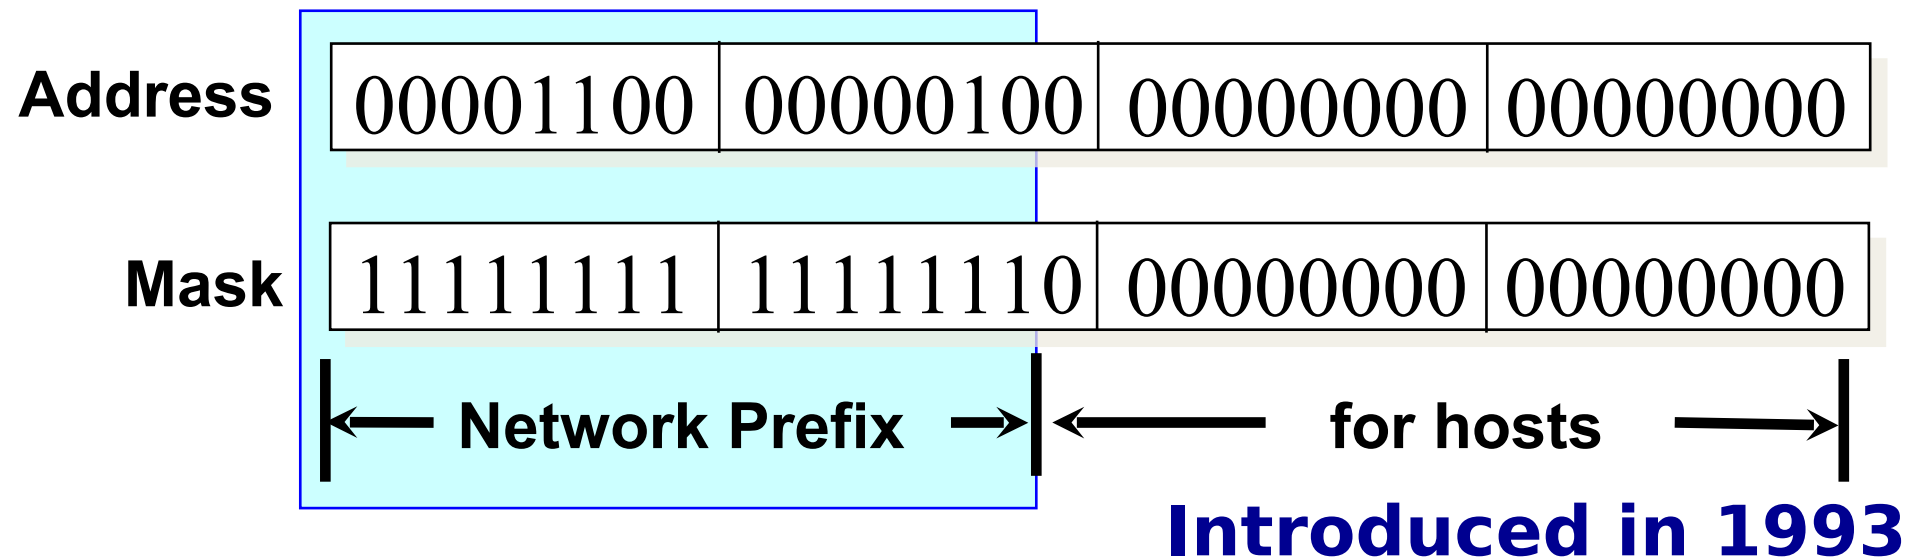 Address 00001100 00000100 00000000 00000000
Mask 11111111 11111110 00000000 00000000
Network Prefix for hosts
Introduced in 1993